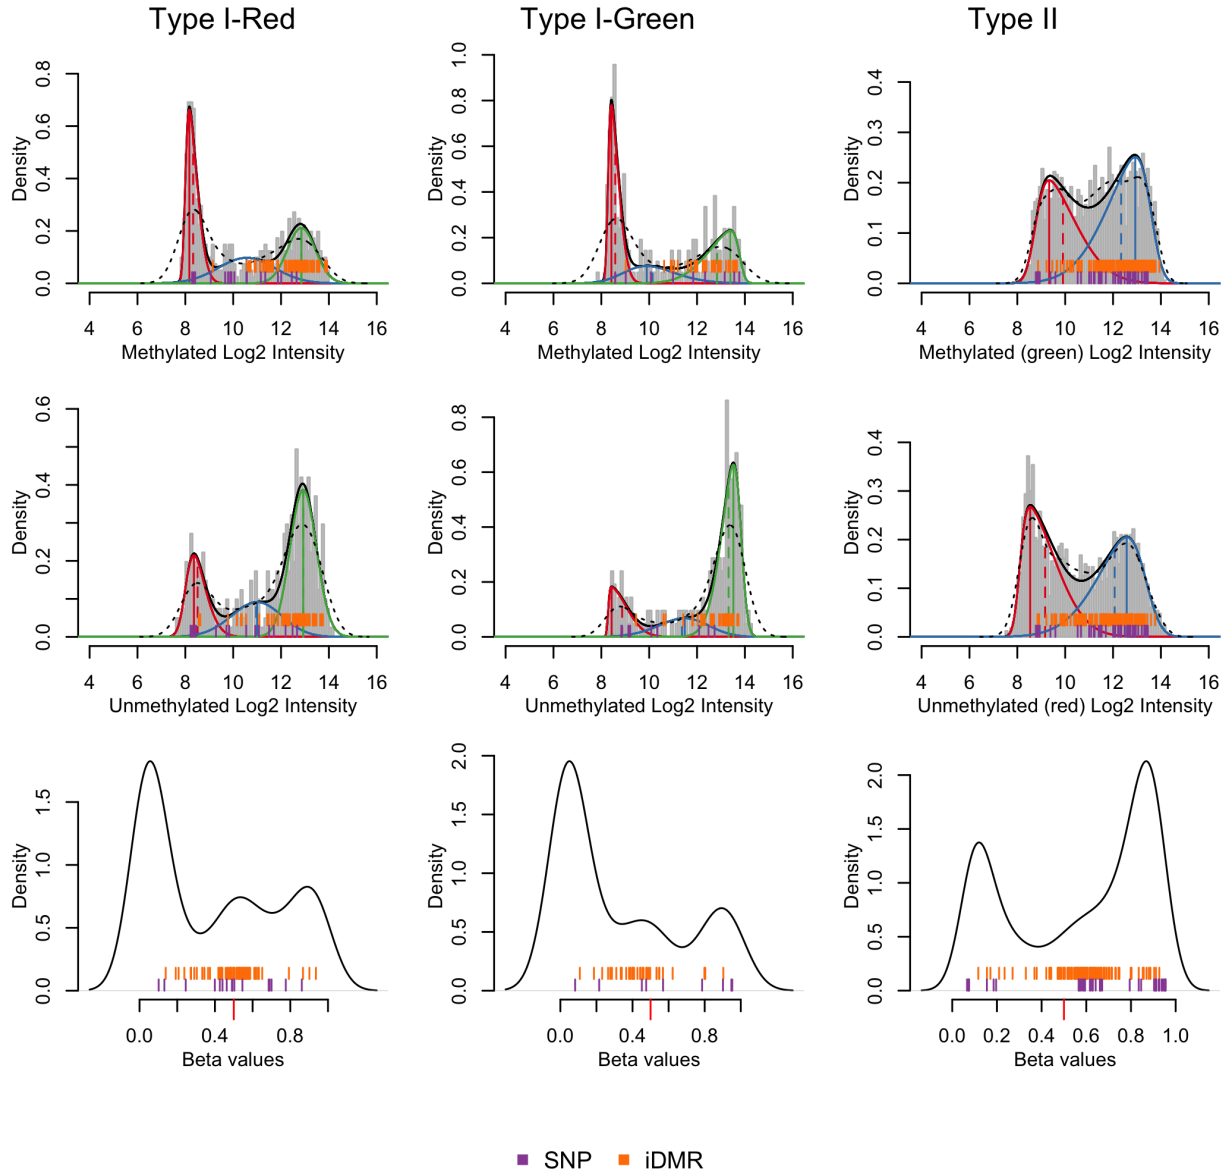 Type I-Red
Type I-Green
Type II
Density
0.0 0.2 0.4 0.6 0.8
4 6 8 10 12 14 16
Methylated Log2 Intensity
Density
0.0 0.2 0.4 0.6 0.8 1.0
4 6 8 10 12 14 16
Methylated Log2 Intensity
Density
0.0 0.1 0.2 0.3 0.4
4 6 8 10 12 14 16
Methylated (green) Log2 Intensity
Density
0.0 0.2 0.4 0.6
4 6 8 10 12 14 16
Unmethylated Log2 Intensity
Density
0.0 0.2 0.4 0.6 0.8
4 6 8 10 12 14 16
Unmethylated Log2 Intensity
Density
0.0 0.1 0.2 0.3 0.4
4 6 8 10 12 14 16
Unmethylated (red) Log2 Intensity
Density
0.0 0.5 1.0 1.5
0.0 0.4 0.8
Beta values
Density
0.0 0.5 1.0 1.5 2.0
0.0 0.4 0.8
Beta values
Density
0.0 0.5 1.0 1.5 2.0
0.0 0.2 0.4 0.6 0.8 1.0
Beta values
SNP iDMR